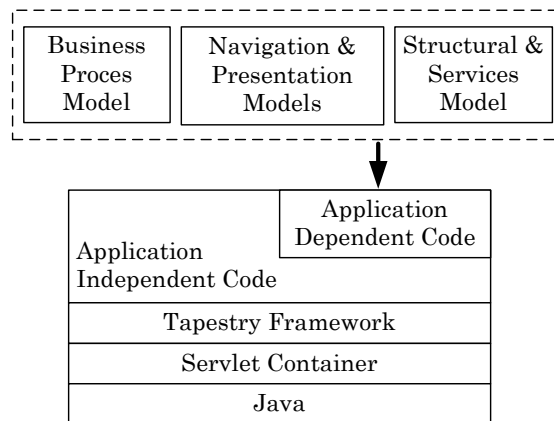 Business
Proces
Model
Navigation &
Presentation
Models
Structural &
Services
Model
Application
Dependent Code
Application
Independent Code
Tapestry Framework
Servlet Container
Java